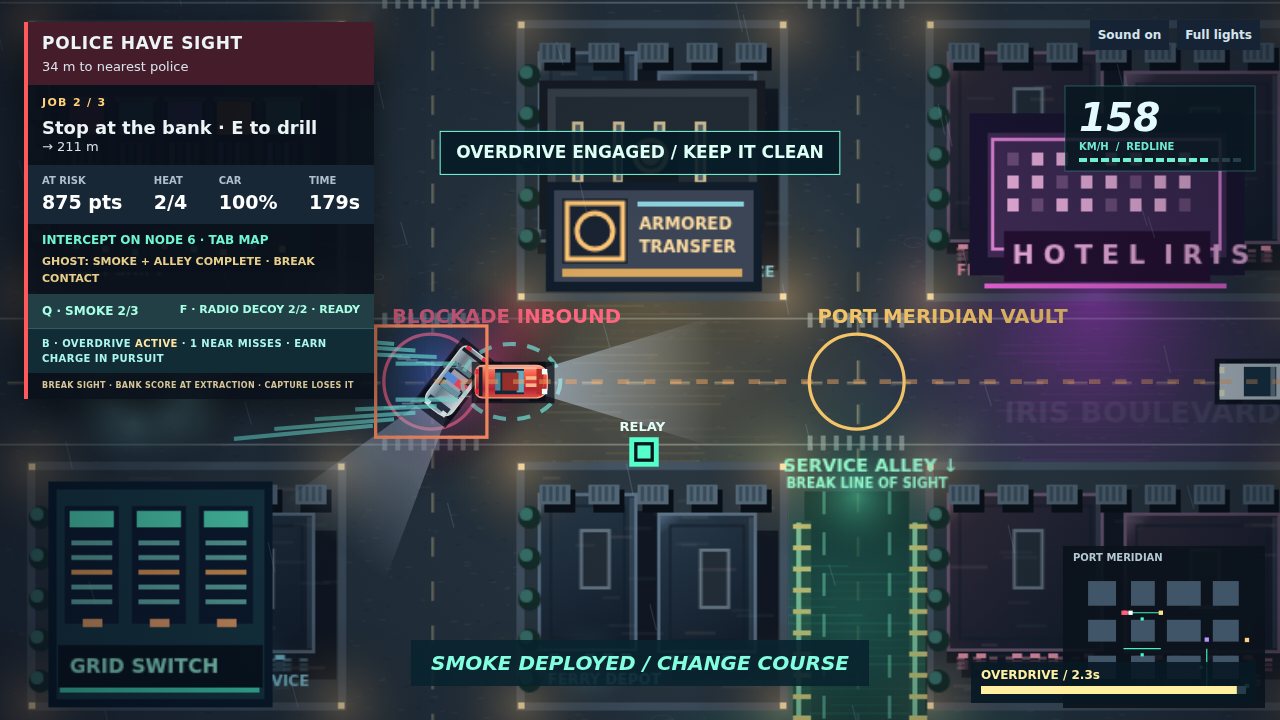 POLICE HAVE SIGHT
34 m to nearest police
JOB 2 / 3
Stop at the bank · E to drill
→ 211 m
AT RISK HEAT CAR TIME
875 pts 2/4 100% 179s
INTERCEPT ON NODE 6 · TAB MAP
GHOST: SMOKE + ALLEY COMPLETE · BREAK
CONTACT
Q · SMOKE 2/3 F · RADIO DECOY 2/2 · READY
B · OVERDRIVE ACTIVE · 1 NEAR MISSES · EARN
CHARGE IN PURSUIT
BREAK SIGHT · BANK SCORE AT EXTRACTION · CAPTURE LOSES IT
Sound on Full lights
158
KM/H / REDLINE
OVERDRIVE ENGAGED / KEEP IT CLEAN
ARMORED
TRANSFER
HOTEL IRIS
BLOCKADE INBOUND
PORT MERIDIAN VAULT
IRIS BOULEVARD
RELAY
SERVICE ALLEY ↓
BREAK LINE OF SIGHT
GRID SWITCH
VICE
SMOKE DEPLOYED / CHANGE COURSE
FERRY DEPOT
PORT MERIDIAN
OVERDRIVE / 2.3s